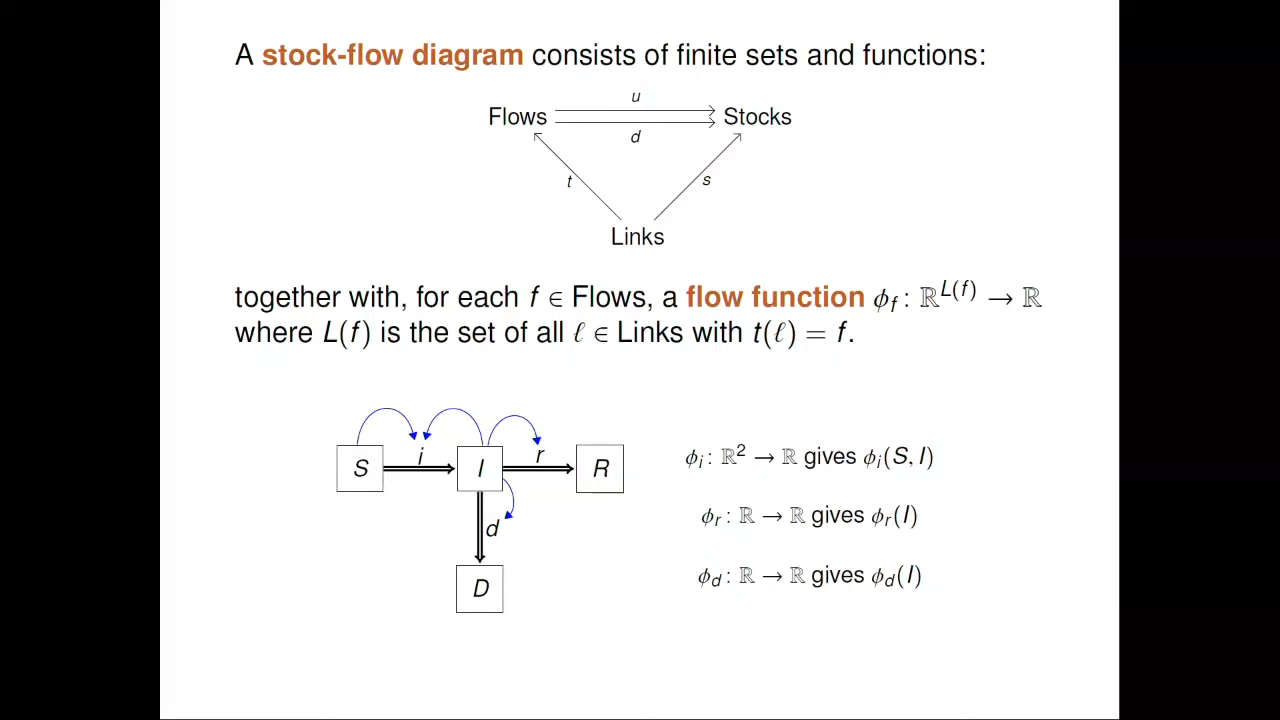 A stock-flow diagram consists of finite sets and functions:
u
Flows Stocks
d
t s
Links
together with, for each f ∈ Flows, a flow function ϕ_f : ℝ^{L(f)} → ℝ
where L(f) is the set of all ℓ ∈ Links with t(ℓ) = f.
S i I r R
d
D
ϕ_i : ℝ² → ℝ gives ϕ_i(S, I)
ϕ_r : ℝ → ℝ gives ϕ_r(I)
ϕ_d : ℝ → ℝ gives ϕ_d(I)